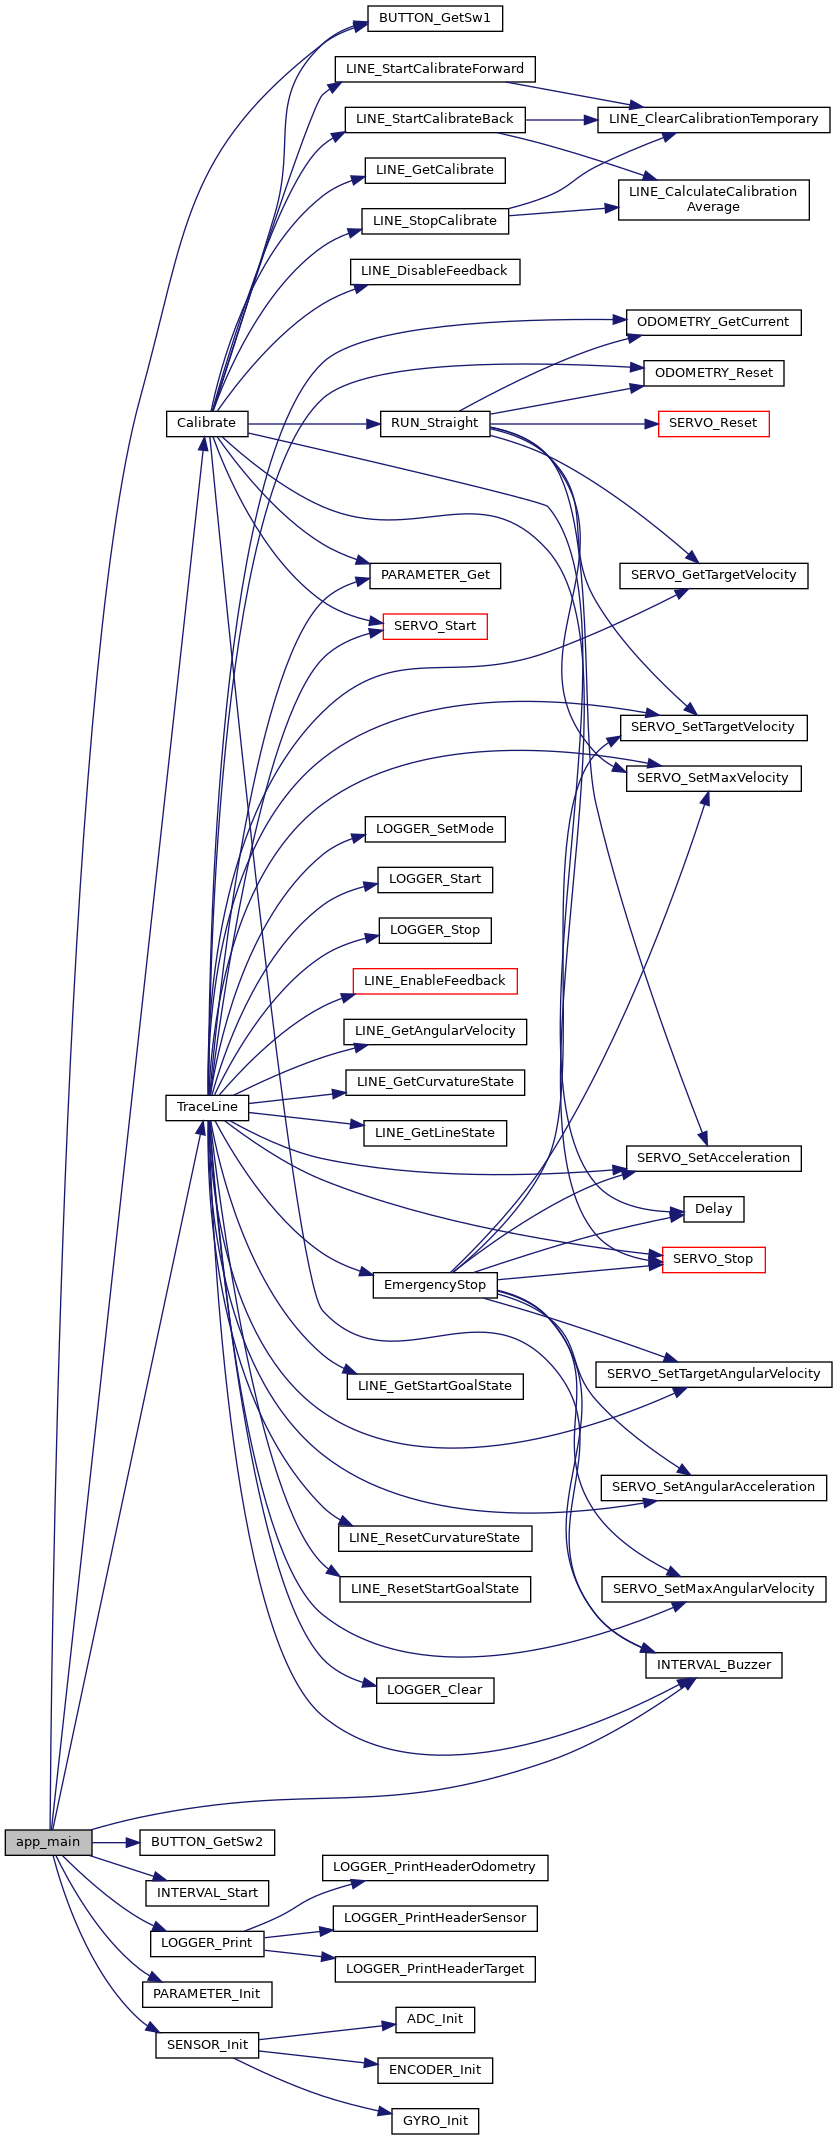 BUTTON_GetSw1
LINE_StartCalibrateForward
LINE_StartCalibrateBack
LINE_ClearCalibrationTemporary
LINE_GetCalibrate
LINE_CalculateCalibration
Average
LINE_StopCalibrate
LINE_DisableFeedback
ODOMETRY_GetCurrent
ODOMETRY_Reset
Calibrate
RUN_Straight
SERVO_Reset
PARAMETER_Get
SERVO_GetTargetVelocity
SERVO_Start
SERVO_SetTargetVelocity
SERVO_SetMaxVelocity
LOGGER_SetMode
LOGGER_Start
LOGGER_Stop
LINE_EnableFeedback
LINE_GetAngularVelocity
LINE_GetCurvatureState
TraceLine
LINE_GetLineState
SERVO_SetAcceleration
Delay
SERVO_Stop
EmergencyStop
SERVO_SetTargetAngularVelocity
LINE_GetStartGoalState
SERVO_SetAngularAcceleration
LINE_ResetCurvatureState
LINE_ResetStartGoalState
SERVO_SetMaxAngularVelocity
INTERVAL_Buzzer
LOGGER_Clear
app_main
BUTTON_GetSw2
LOGGER_PrintHeaderOdometry
INTERVAL_Start
LOGGER_PrintHeaderSensor
LOGGER_Print
LOGGER_PrintHeaderTarget
PARAMETER_Init
ADC_Init
SENSOR_Init
ENCODER_Init
GYRO_Init